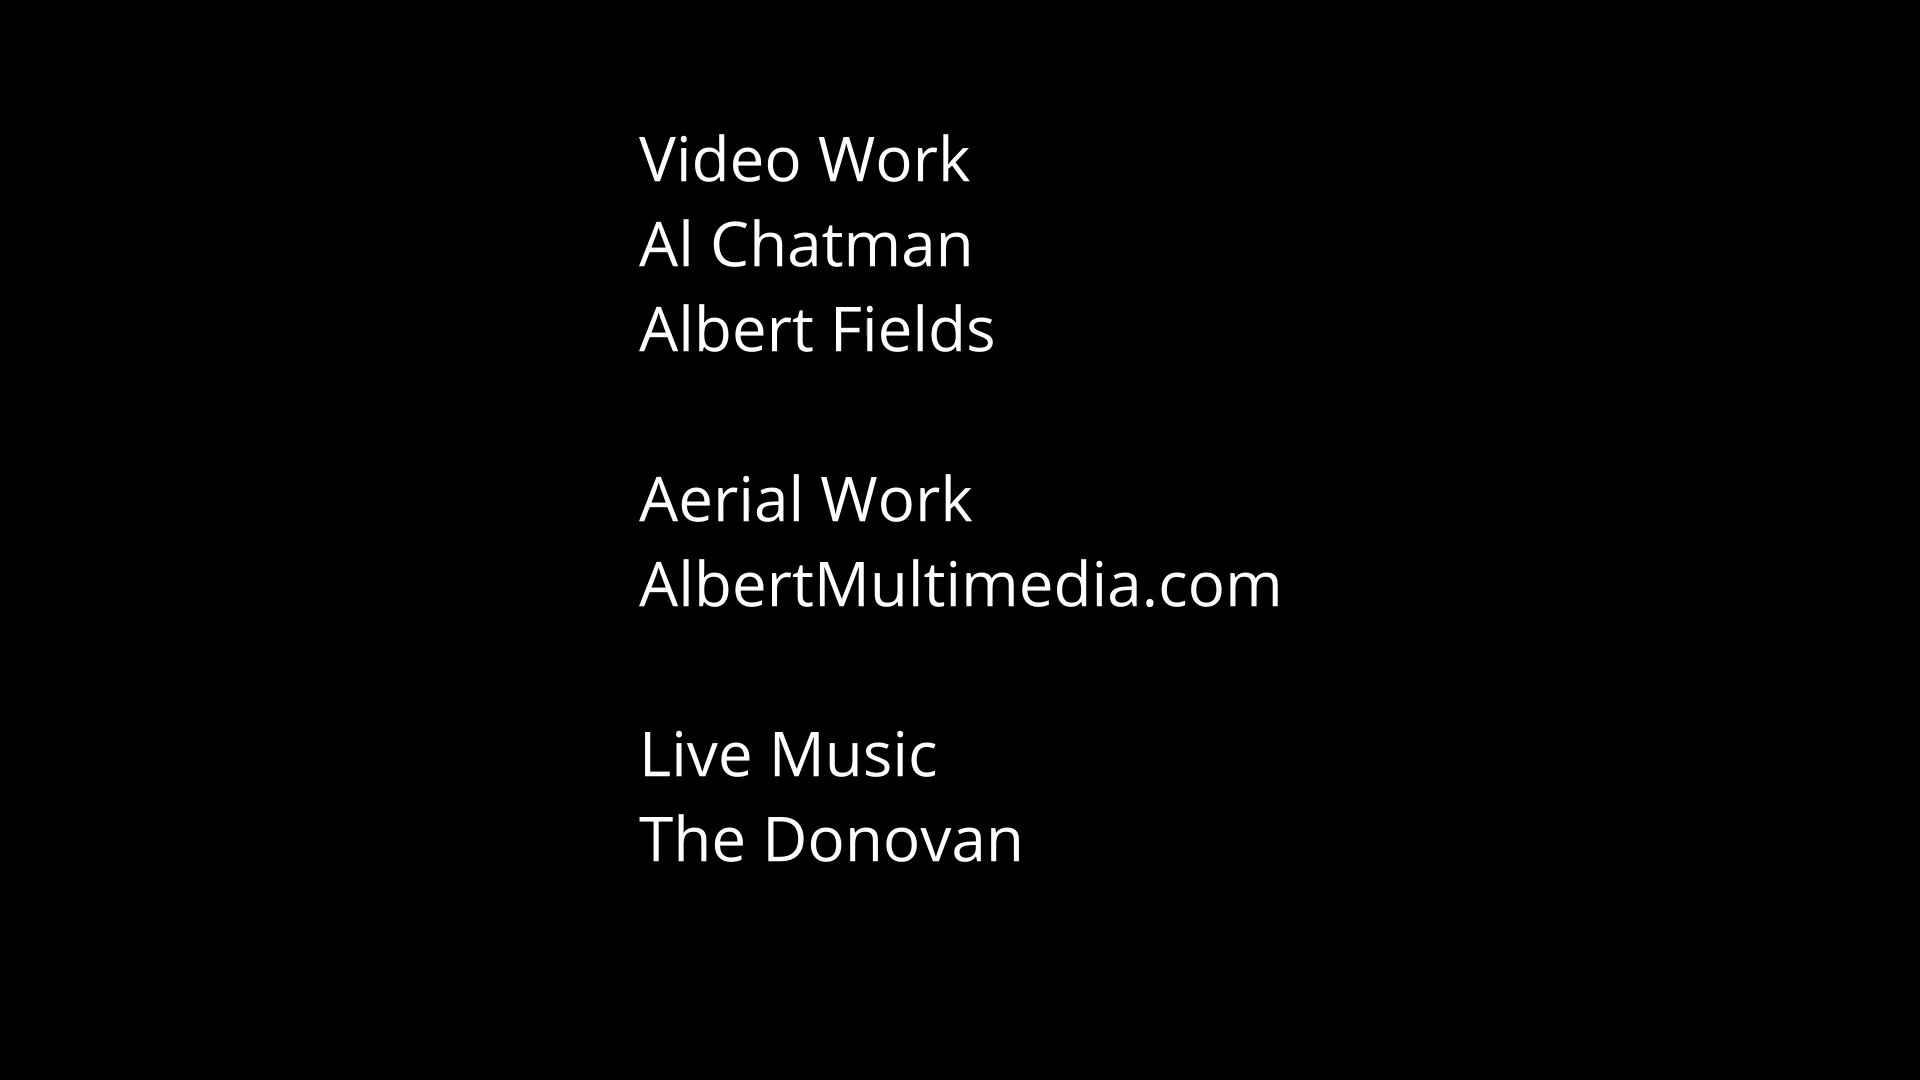 Video Work
Al Chatman
Albert Fields
Aerial Work
AlbertMultimedia.com
Live Music
The Donovan